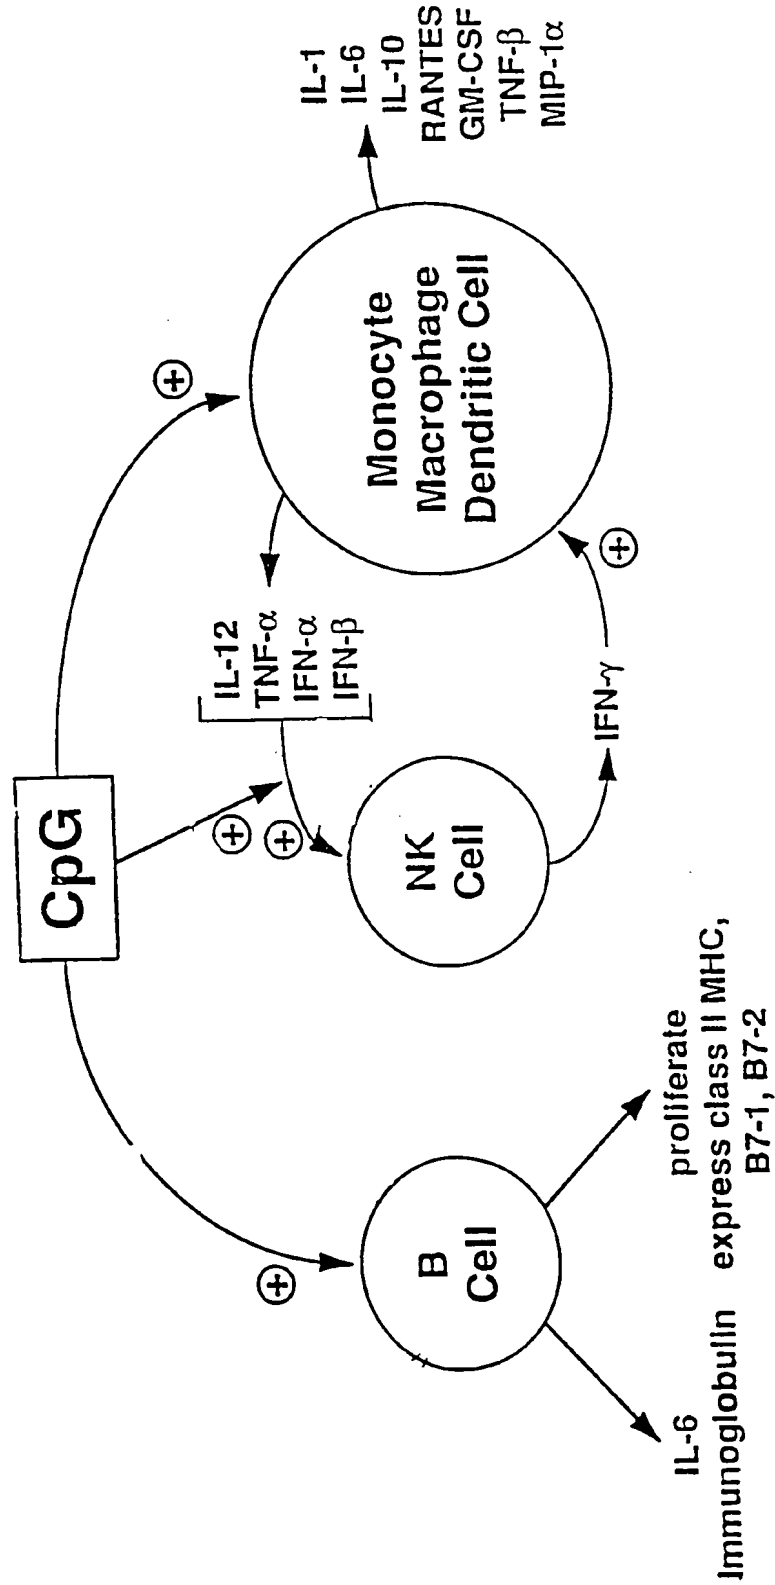 CpG
+
+
+
+
+
IL-12
TNF-α
IFN-α
IFN-β
B
Cell
NK
Cell
Monocyte
Macrophage
Dendritic Cell
IL-1
IL-6
IL-10
RANTES
GM-CSF
TNF-β
MIP-1α
IFN-γ
IL-6
Immunoglobulin
proliferate
express class II MHC,
B7-1, B7-2